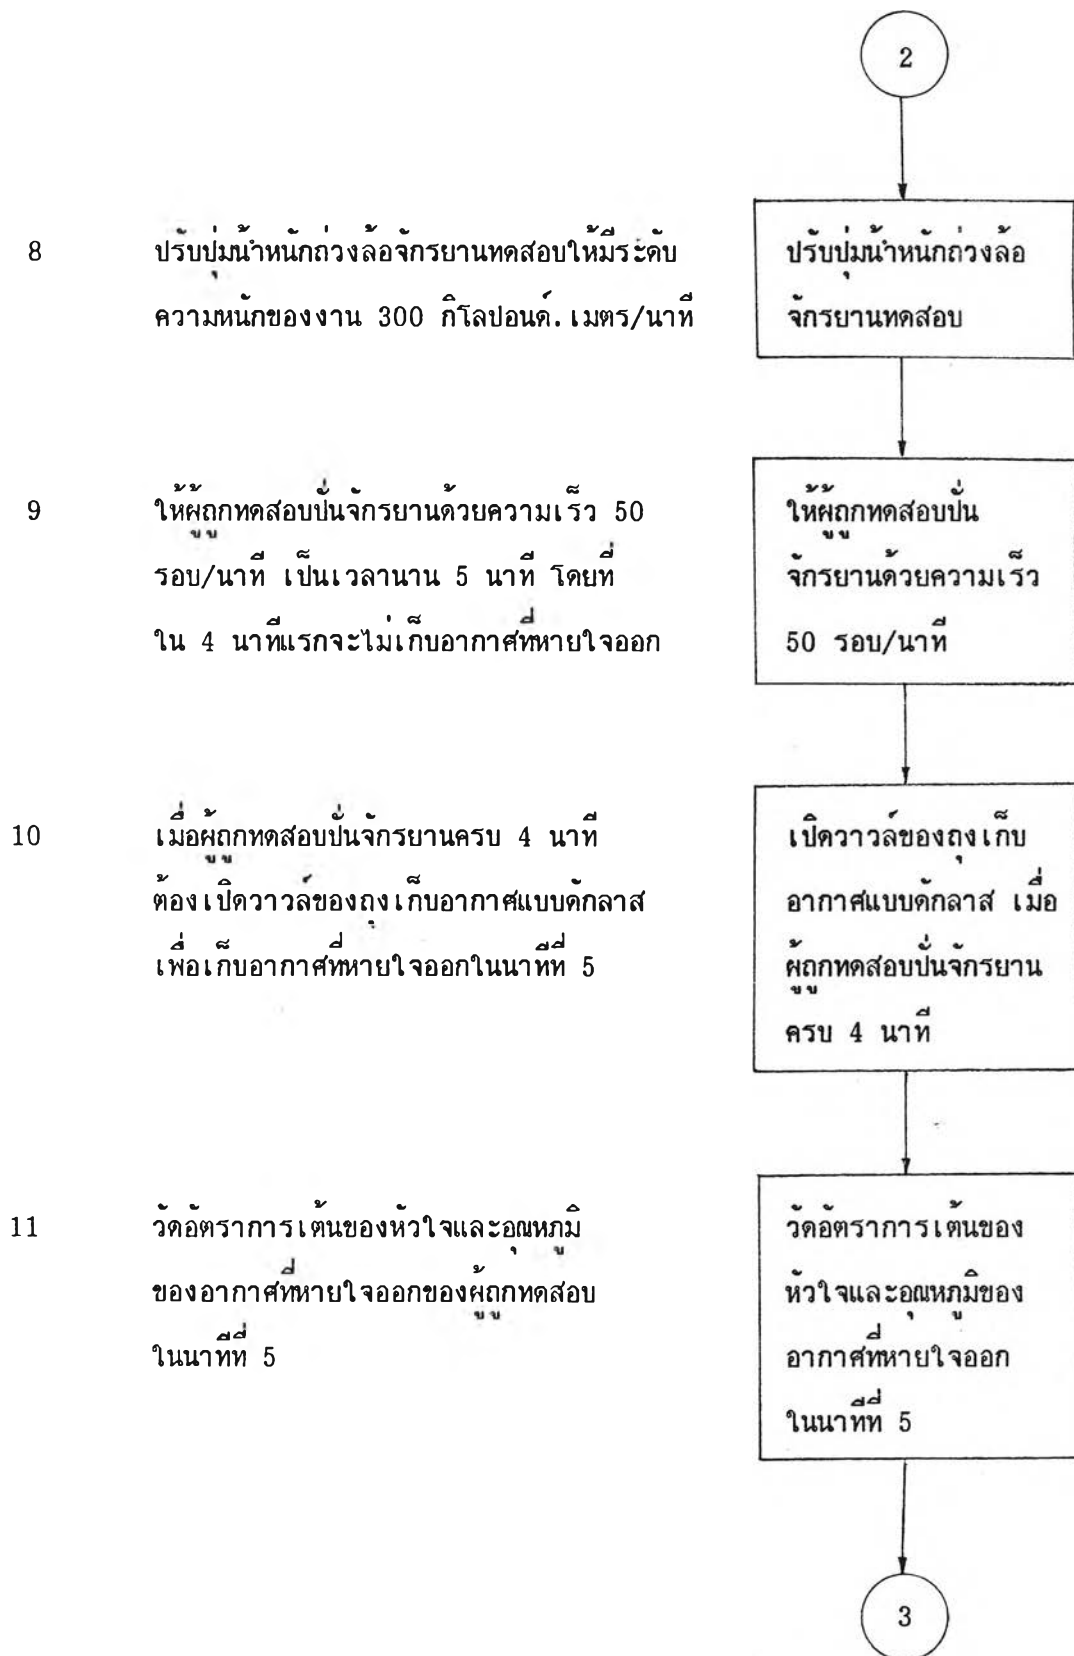 2
8
ปรับปุ่มน้ำหนักถ่วงล้อจักรยานทดสอบให้มีระดับ
ความหนักของงาน 300 กิโลปอนด์.เมตร/นาที
ปรับปุ่มน้ำหนักถ่วงล้อ
จักรยานทดสอบ
9
ให้ผู้ถูกทดสอบปั่นจักรยานด้วยความเร็ว 50
รอบ/นาที เป็นเวลานาน 5 นาที โดยที่
ใน 4 นาทีแรกจะไม่เก็บอากาศที่หายใจออก
ให้ผู้ถูกทดสอบปั่น
จักรยานด้วยความเร็ว
50 รอบ/นาที
10
เมื่อผู้ถูกทดสอบปั่นจักรยานครบ 4 นาที
ต้องเปิดวาวล์ของถุงเก็บอากาศแบบดักลาส
เพื่อเก็บอากาศที่หายใจออกในนาทีที่ 5
เปิดวาวล์ของถุงเก็บ
อากาศแบบดักลาส เมื่อ
ผู้ถูกทดสอบปั่นจักรยาน
ครบ 4 นาที
11
วัดอัตราการเต้นของหัวใจและอุณหภูมิ
ของอากาศที่หายใจออกของผู้ถูกทดสอบ
ในนาทีที่ 5
วัดอัตราการเต้นของ
หัวใจและอุณหภูมิของ
อากาศที่หายใจออก
ในนาทีที่ 5
3